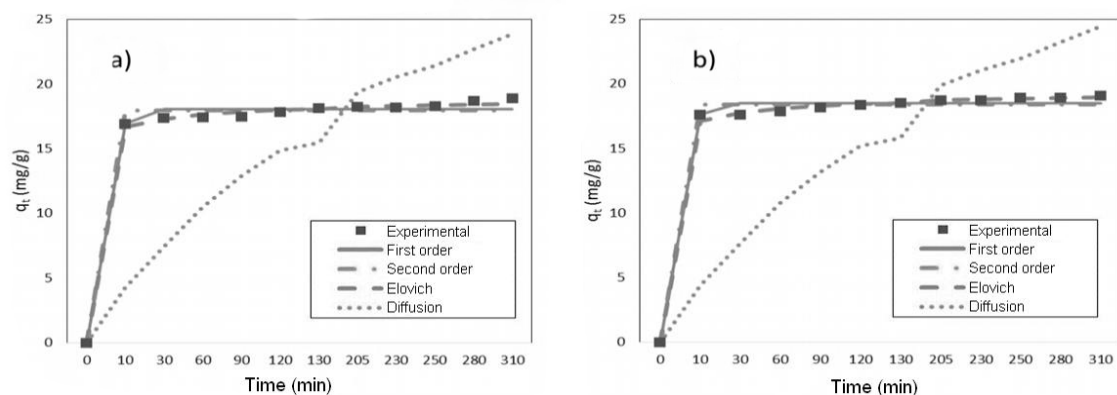 a)
25
20
15
10
5
0
qt (mg/g)
Experimental
First order
Second order
Elovich
Diffusion
0 10 30 60 90 120 130 205 230 250 280 310
Time (min)
b)
25
20
15
10
5
0
qt (mg/g)
Experimental
First order
Second order
Elovich
Diffusion
0 10 30 60 90 120 130 205 230 250 280 310
Time (min)